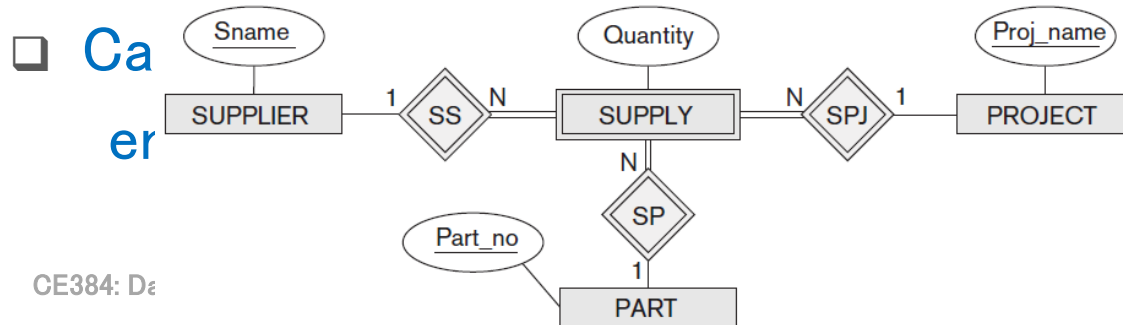 Ca
Sname
Quantity
Proj_name
SUPPLIER
1
SS
N
SUPPLY
N
SPJ
1
PROJECT
er
N
SP
Part_no
1
CE384: Da
PART